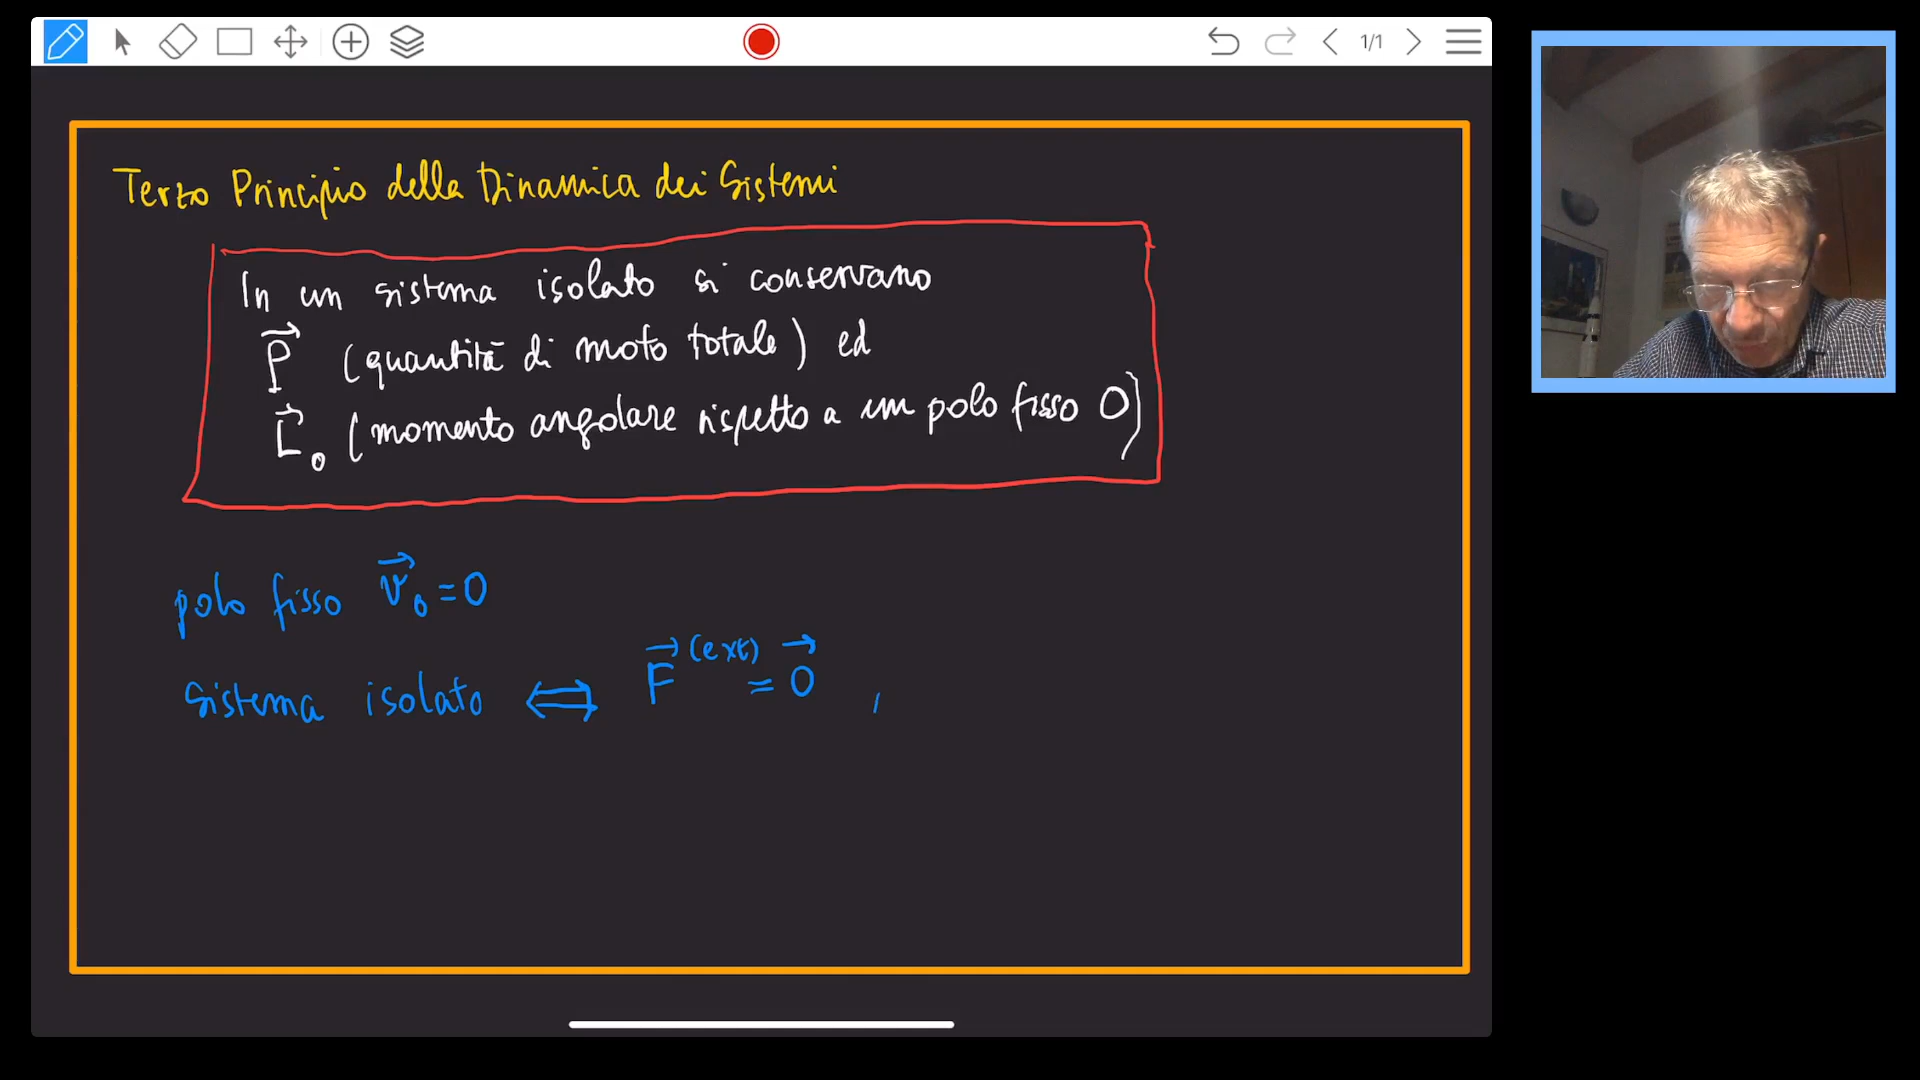 1/1
Terzo Principio della Dinamica dei Sistemi
In un sistema isolato si conservano
P⃗ (quantità di moto totale) ed
L⃗₀ (momento angolare rispetto a un polo fisso O)
polo fisso v⃗₀ = 0
Sistema isolato ⟺ F⃗ (ext) = 0⃗ ,